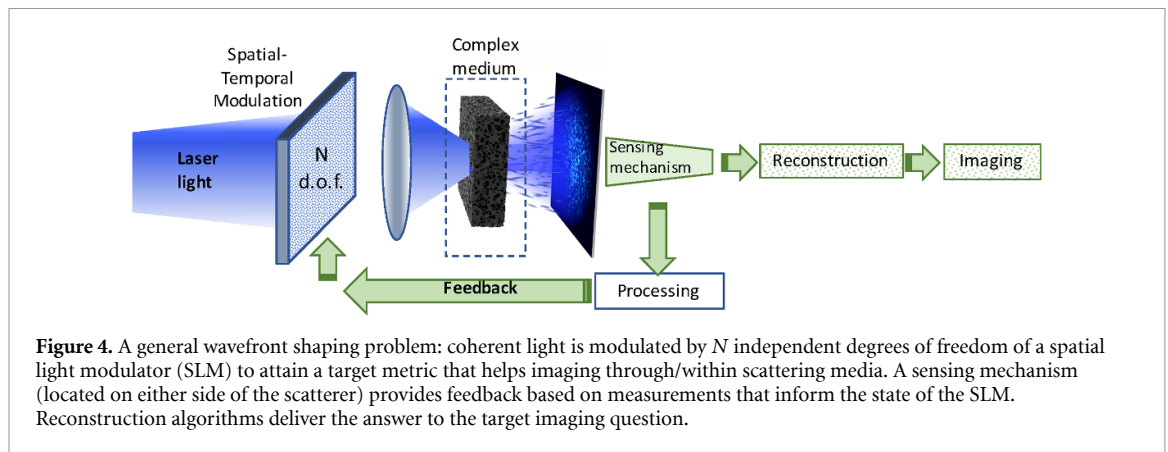 Spatial-
Temporal
Modulation
Complex
medium
Laser
light
N
d.o.f.
Sensing
mechanism
Reconstruction
Imaging
Feedback
Processing
Figure 4. A general wavefront shaping problem: coherent light is modulated by N independent degrees of freedom of a spatial
light modulator (SLM) to attain a target metric that helps imaging through/within scattering media. A sensing mechanism
(located on either side of the scatterer) provides feedback based on measurements that inform the state of the SLM.
Reconstruction algorithms deliver the answer to the target imaging question.